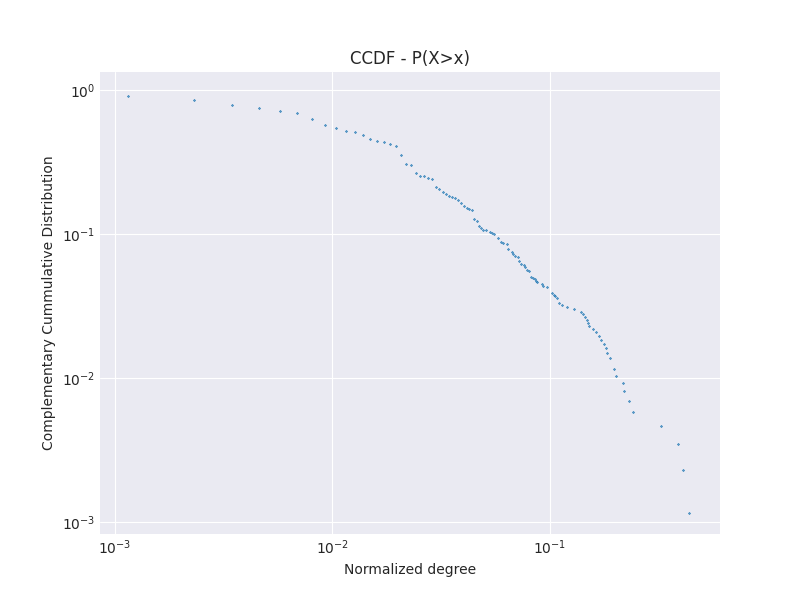 CCDF - P(X>x)
10⁰
10⁻¹
10⁻²
10⁻³
Complementary Cummulative Distribution
10⁻³
10⁻²
10⁻¹
Normalized degree